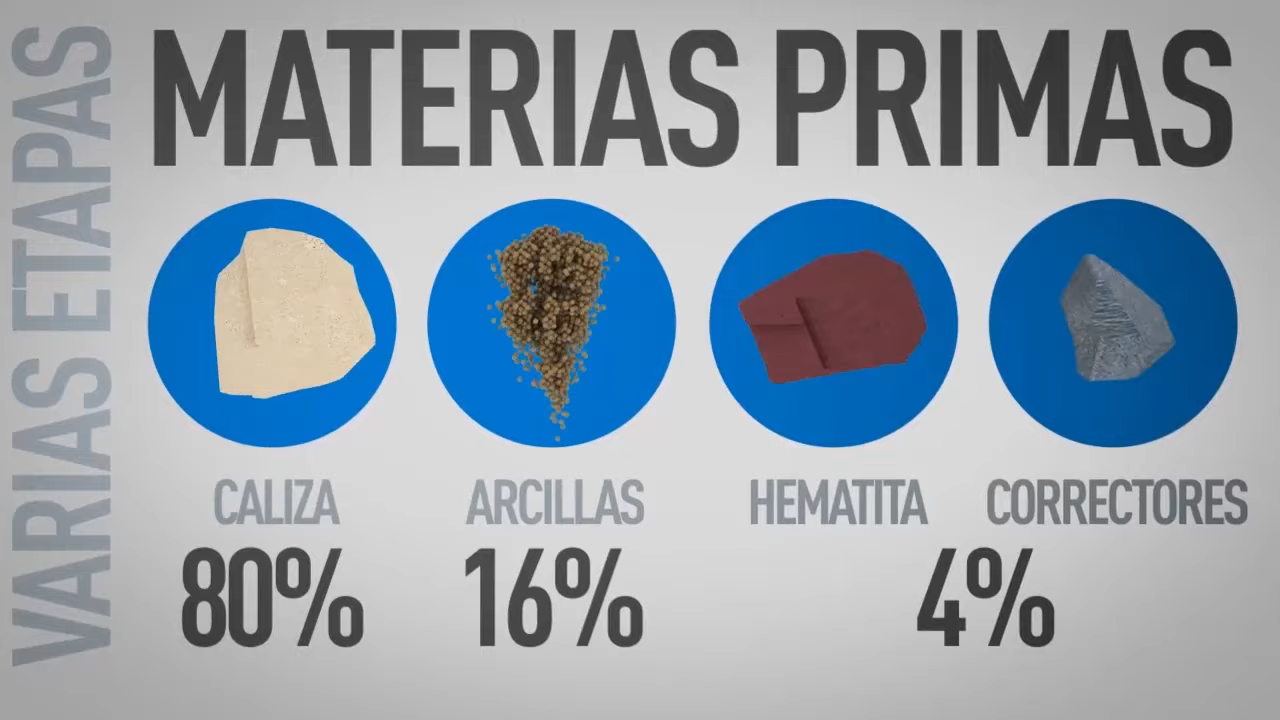 VARIAS ETAPAS
MATERIAS PRIMAS
CALIZA
ARCILLAS
HEMATITA
CORRECTORES
80%
16%
4%